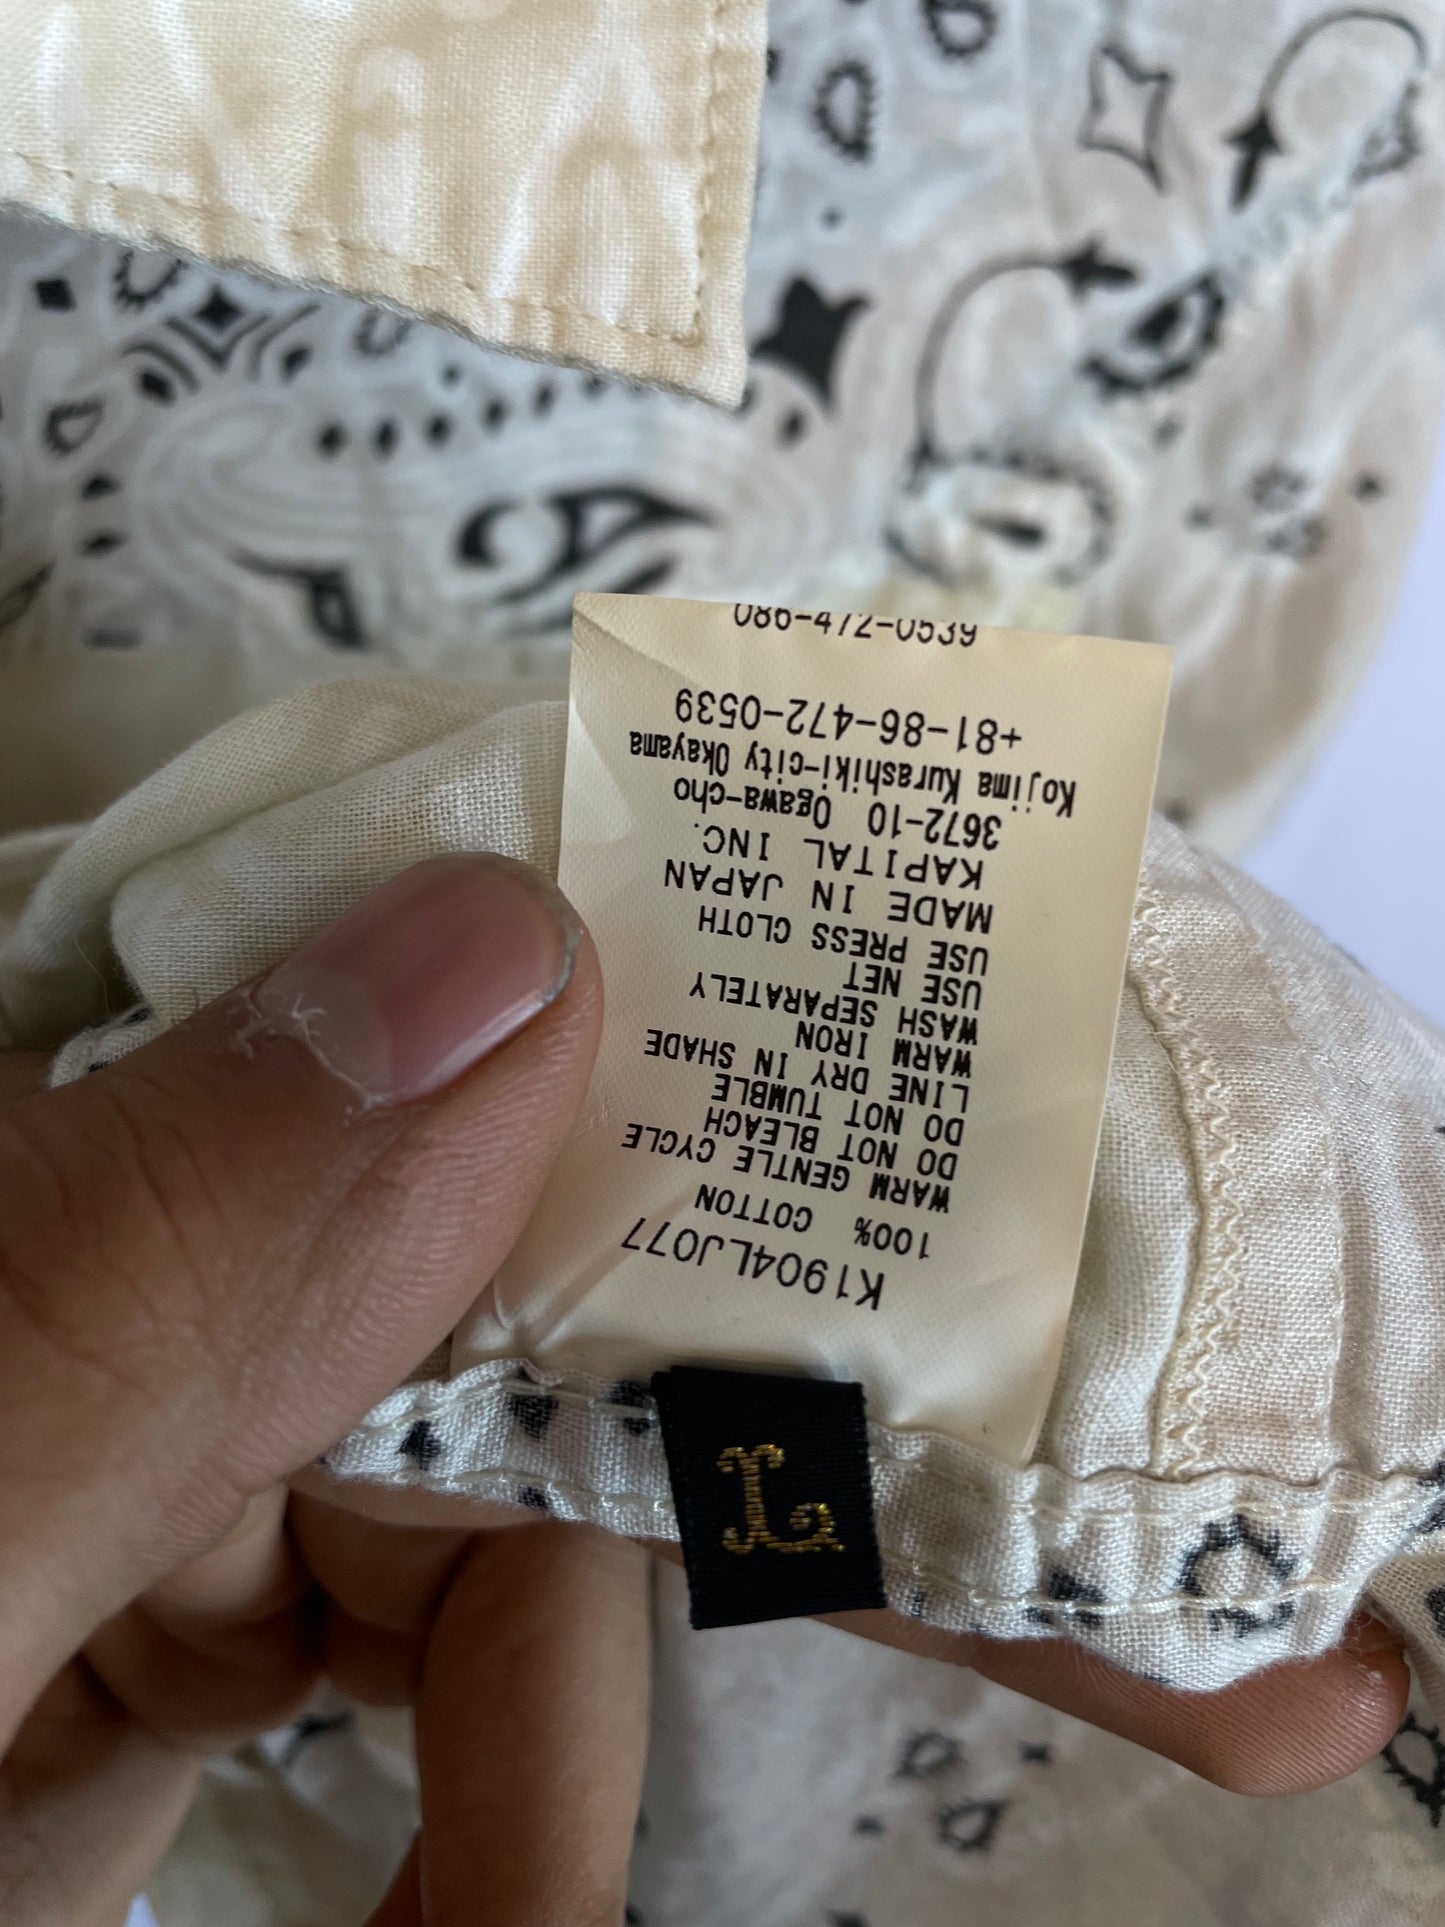 K1904LJ077
100% COTTON
WARM GENTLE CYCLE
DO NOT BLEACH
DO NOT TUMBLE
LINE DRY IN SHADE
WARM IRON
WASH SEPARATELY
USE NET
USE PRESS CLOTH
MADE IN JAPAN
KAPITAL INC.
3672-10 Ogawa-cho
Kojima Kurashiki-city Okayama
+81-86-472-0539
086-472-0539
L